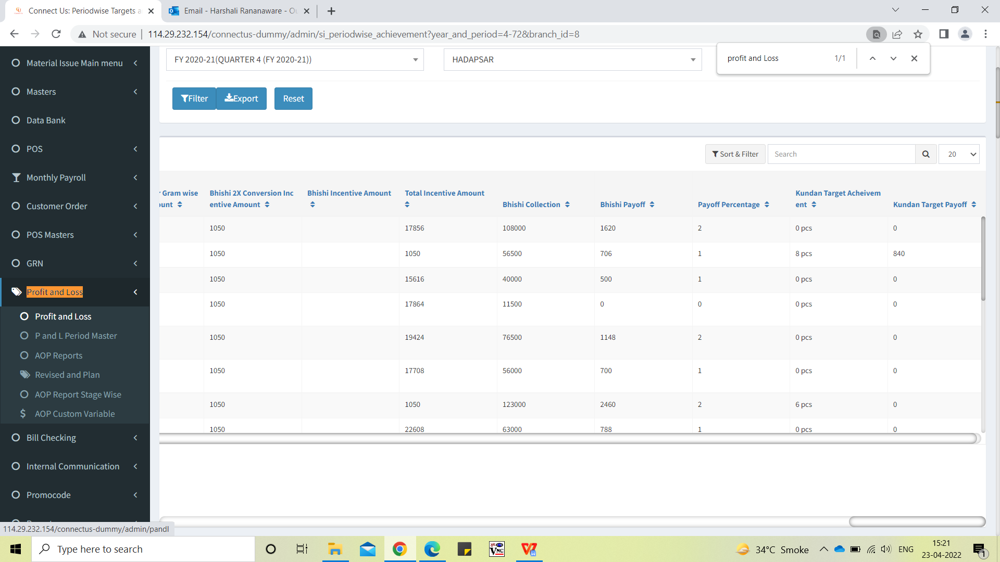 Connect Us: Periodwise Targets a
Email - Harshali Rananaware - Ou
Not secure
114.29.232.154/connectus-dummy/admin/si_periodwise_achievement?year_and_period=4-72&branch_id=8
profit and Loss
1/1
Material Issue Main menu
Masters
Data Bank
POS
Monthly Payroll
Customer Order
POS Masters
GRN
Profit and Loss
Profit and Loss
P and L Period Master
AOP Reports
Revised and Plan
AOP Report Stage Wise
AOP Custom Variable
Bill Checking
Internal Communication
Promocode
FY 2020-21(QUARTER 4 (FY 2020-21))
HADAPSAR
Filter
Export
Reset
Sort & Filter
Search
20
Gram wise
Bhishi 2X Conversion Inc
entive Amount
Bhishi Incentive Amount
Total Incentive Amount
Bhishi Collection
Bhishi Payoff
Payoff Percentage
Kundan Target Acheivem
ent
Kundan Target Payoff
1050 17856 108000 1620 2 0 pcs 0
1050 1050 56500 706 1 8 pcs 840
1050 15616 40000 500 1 0 pcs 0
1050 17864 11500 0 0 0 pcs 0
1050 19424 76500 1148 2 0 pcs 0
1050 17708 56000 700 1 0 pcs 0
1050 1050 123000 2460 2 6 pcs 0
1050 22608 63000 788 1 0 pcs 0
114.29.232.154/connectus-dummy/admin/pandl
Type here to search
VNC
34°C Smoke
ENG
15:21
23-04-2022
1